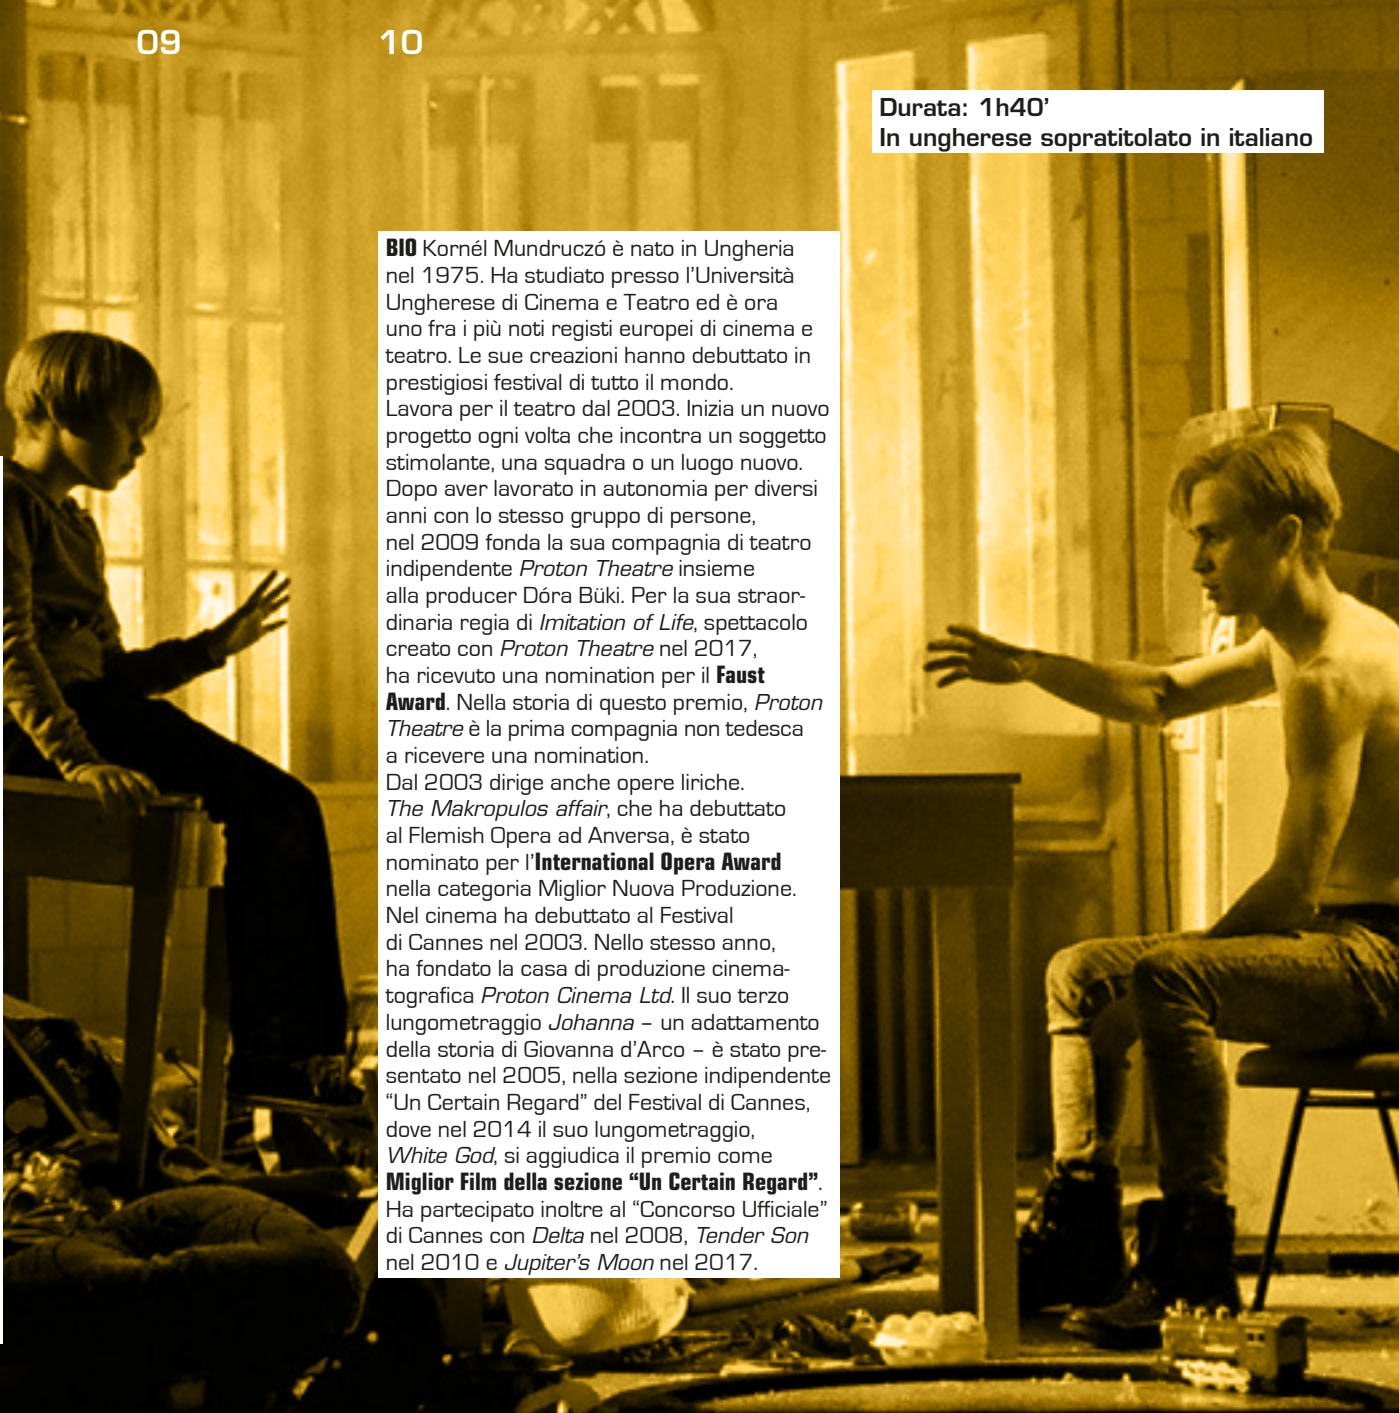 09
10
Durata: 1h40’
In ungherese sopratitolato in italiano
BIO Kornél Mundruczó è nato in Ungheria
nel 1975. Ha studiato presso l’Università
Ungherese di Cinema e Teatro ed è ora
uno fra i più noti registi europei di cinema e
teatro. Le sue creazioni hanno debuttato in
prestigiosi festival di tutto il mondo.
Lavora per il teatro dal 2003. Inizia un nuovo
progetto ogni volta che incontra un soggetto
stimolante, una squadra o un luogo nuovo.
Dopo aver lavorato in autonomia per diversi
anni con lo stesso gruppo di persone,
nel 2009 fonda la sua compagnia di teatro
indipendente Proton Theatre insieme
alla producer Dóra Büki. Per la sua straor-
dinaria regia di Imitation of Life, spettacolo
creato con Proton Theatre nel 2017,
ha ricevuto una nomination per il Faust
Award. Nella storia di questo premio, Proton
Theatre è la prima compagnia non tedesca
a ricevere una nomination.
Dal 2003 dirige anche opere liriche.
The Makropulos affair, che ha debuttato
al Flemish Opera ad Anversa, è stato
nominato per l’International Opera Award
nella categoria Miglior Nuova Produzione.
Nel cinema ha debuttato al Festival
di Cannes nel 2003. Nello stesso anno,
ha fondato la casa di produzione cinema-
tografica Proton Cinema Ltd. Il suo terzo
lungometraggio Johanna – un adattamento
della storia di Giovanna d’Arco – è stato pre-
sentato nel 2005, nella sezione indipendente
“Un Certain Regard” del Festival di Cannes,
dove nel 2014 il suo lungometraggio,
White God, si aggiudica il premio come
Miglior Film della sezione “Un Certain Regard”.
Ha partecipato inoltre al “Concorso Ufficiale”
di Cannes con Delta nel 2008, Tender Son
nel 2010 e Jupiter’s Moon nel 2017.